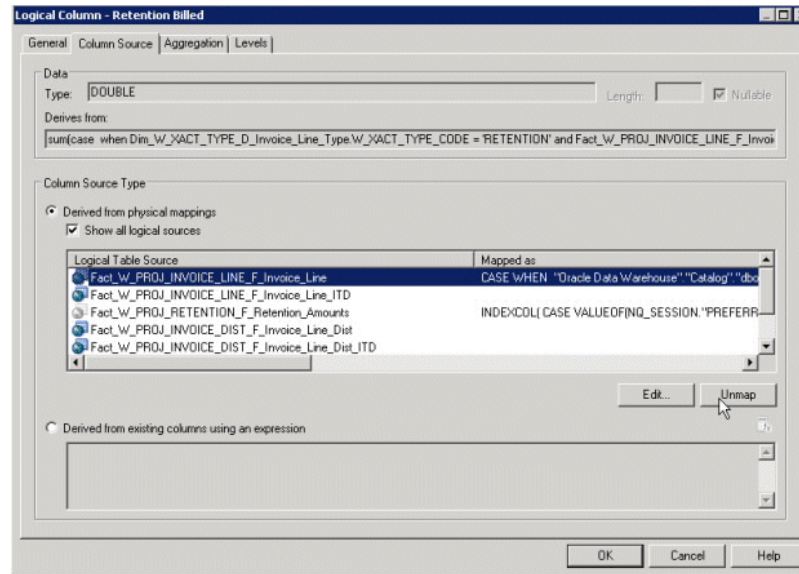 Logical Column - Retention Billed
General Column Source Aggregation Levels
Data
Type: DOUBLE Length: Nullable
Derives from:
sum(case when Dim_W_XACT_TYPE_D_Invoice_Line_Type.W_XACT_TYPE_CODE = 'RETENTION' and Fact_W_PROJ_INVOICE_LINE_F_Invoi
Column Source Type
Derived from physical mappings
Show all logical sources
Logical Table Source Mapped as
Fact_W_PROJ_INVOICE_LINE_F_Invoice_Line CASE WHEN "Oracle Data Warehouse"."Catalog"."dbo
Fact_W_PROJ_INVOICE_LINE_F_Invoice_Line_ITD
Fact_W_PROJ_RETENTION_F_Retention_Amounts INDEXCOL( CASE VALUEOF(NQ_SESSION."PREFERR
Fact_W_PROJ_INVOICE_DIST_F_Invoice_Line_Dist
Fact_W_PROJ_INVOICE_DIST_F_Invoice_Line_Dist_ITD
Edit... Unmap
Derived from existing columns using an expression
OK Cancel Help